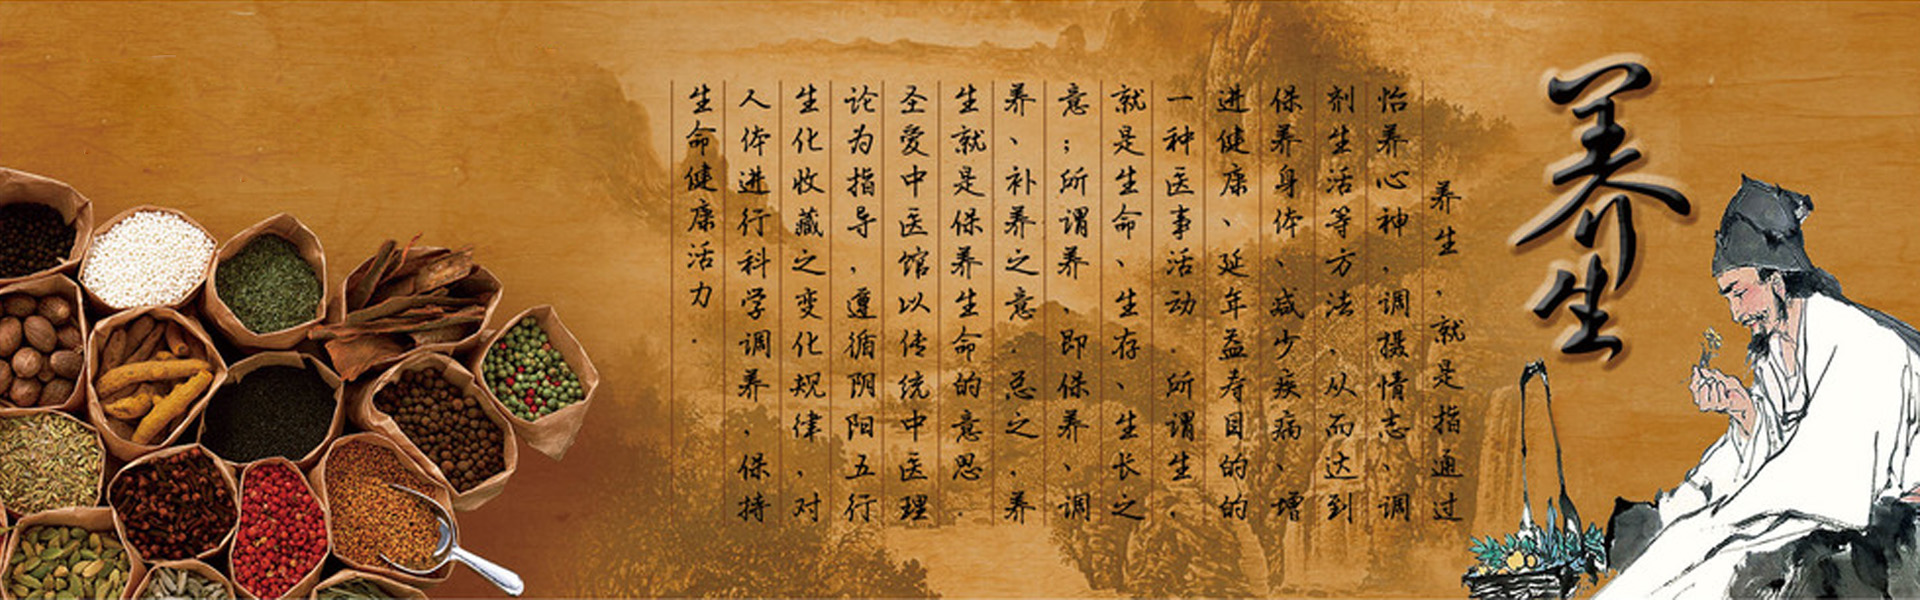 养生
养生，就是指通过
怡养心神、调摄情志、调
剂生活等方法，从而达到
保养身体、减少疾病、增
进健康、延年益寿目的的
一种医事活动．所谓生，
就是生命、生存、生长之
意；所谓养，即保养、调
养、补养之意．总之，养
生就是保养生命的意思．
圣爱中医馆以传统中医理
论为指导，遵循阴阳五行
生化收藏之变化规律，对
人体进行科学调养，保持
生命健康活力．